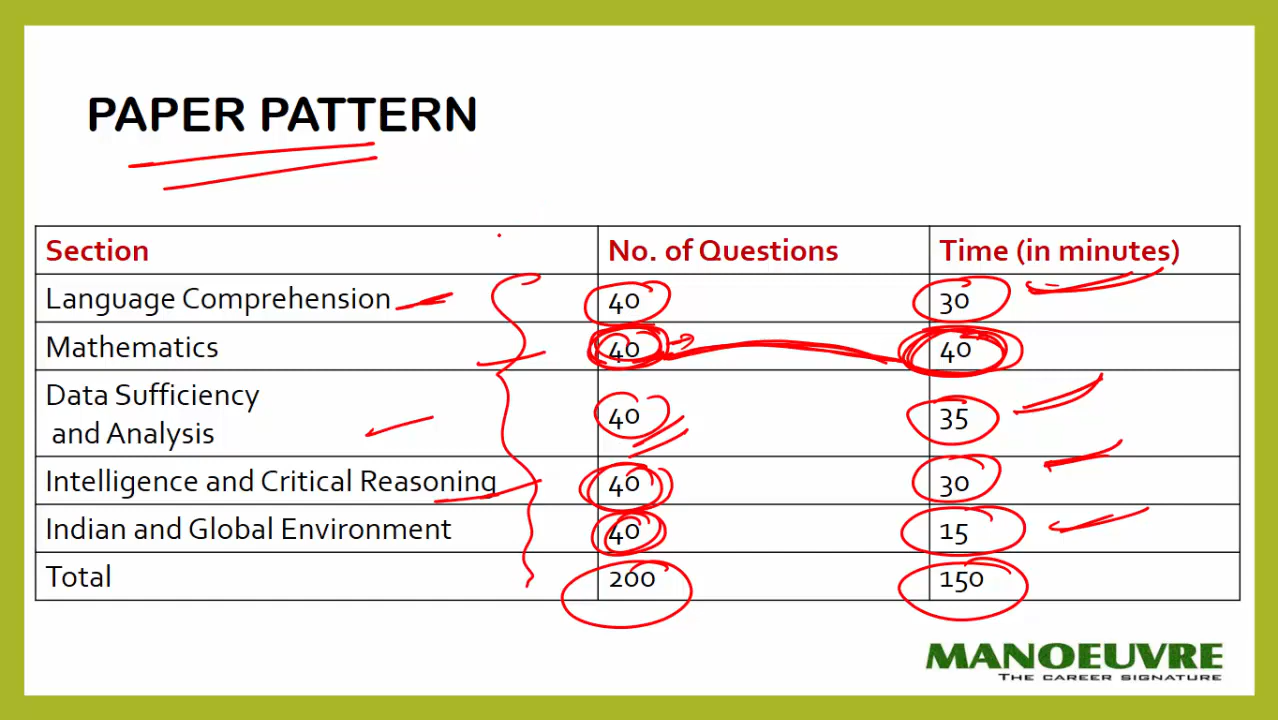 PAPER PATTERN
Section No. of Questions Time (in minutes)
Language Comprehension 40 30
Mathematics 40 40
Data Sufficiency
and Analysis 40 35
Intelligence and Critical Reasoning 40 30
Indian and Global Environment 40 15
Total 200 150
MANOEUVRE
THE CAREER SIGNATURE